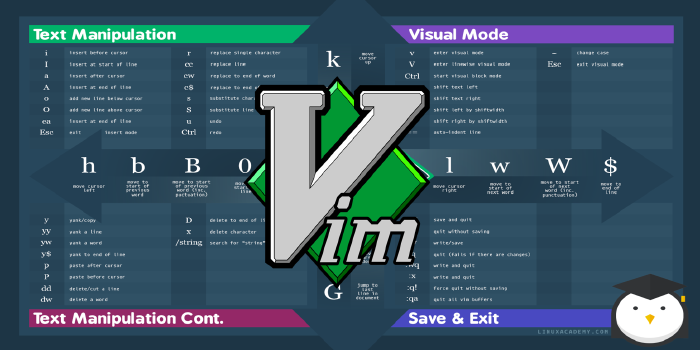 Text Manipulation
i insert before cursor
I insert at start of line
a insert after cursor
A insert at end of line
o add new line below cursor
O add new line above cursor
ea insert at end of line
Esc exit insert mode
r replace single character
cc replace line
cw replace to end of word
c$ replace to end of
s substitute
S substitute line
u undo
Ctrl redo
k move cursor up
Visual Mode
v enter visual mode
V enter linewise visual mode
Ctrl start visual block mode
shift text left
shift text right
shift left by shiftwidth
shift right by shiftwidth
auto-indent line
~ change case
Esc exit visual mode
h b B 0
move cursor left
move to start of previous word
move to start of previous word (inc. puctuation)
l w W $
move cursor right
move to start of next word
move to start of next word (inc. punctuation)
move to end of line
Vim
y yank/copy
yy yank a line
yw yank a word
y$ yank to end of line
p paste after cursor
P paste before cursor
dd delete/cut a line
dw delete a word
D delete to end of
x delete character
/string search for "string"
G jump to last line in document
save and quit
quit without saving
write/save
quit (fails if there are changes)
write and quit
:x write and quit
:q! force quit without saving
:qa quit all vim buffers
Text Manipulation Cont.
Save & Exit
LINUXACADEMY.COM